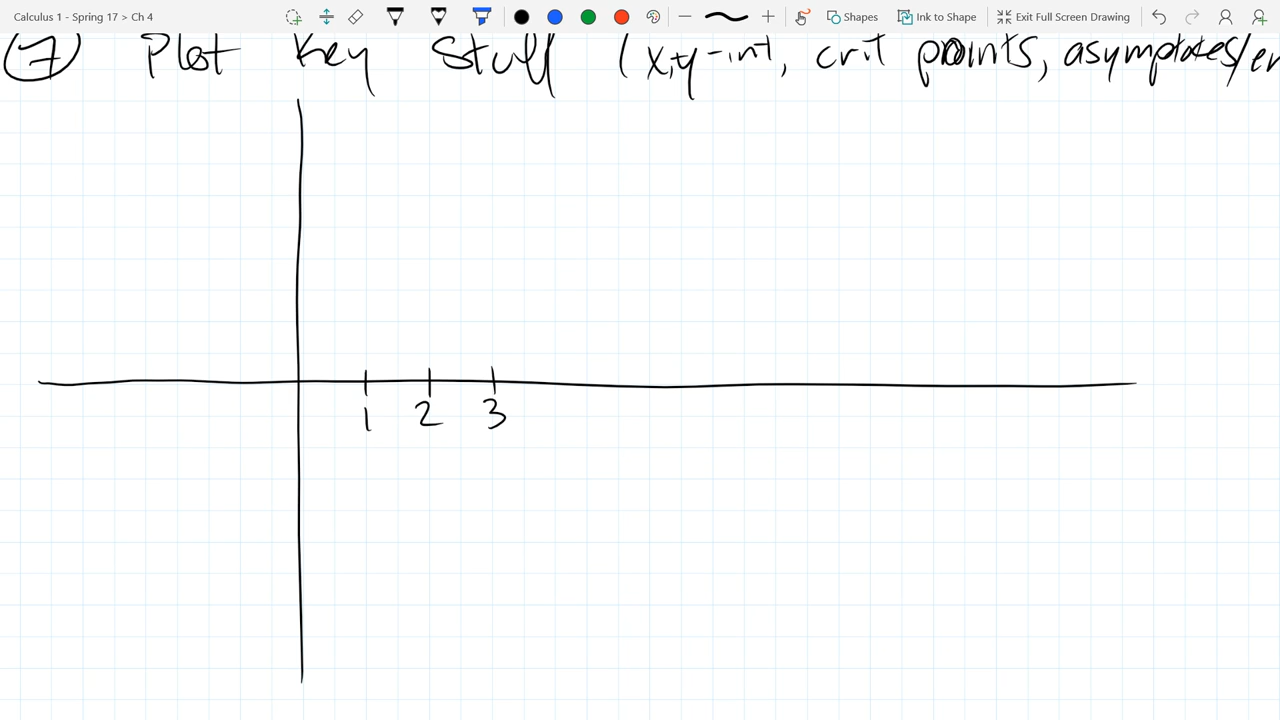 Calculus 1 - Spring 17 > Ch 4
Shapes
Ink to Shape
Exit Full Screen Drawing
7 Plot Key Stuff (x,y-int, crit points, asymptotes/en
1 2 3